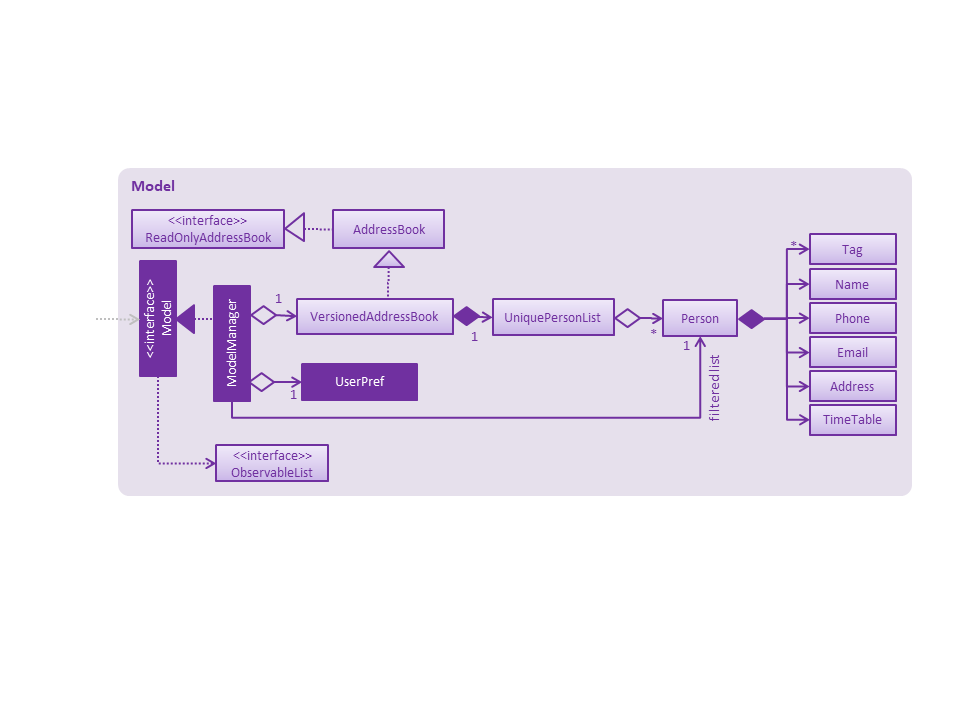 Model
<<interface>>
ReadOnlyAddressBook
AddressBook
<<interface>>
Model
ModelManager
1
VersionedAddressBook
1
UniquePersonList
*
Person
1
filtered list
*
Tag
Name
Phone
Email
Address
TimeTable
1
UserPref
<<interface>>
ObservableList